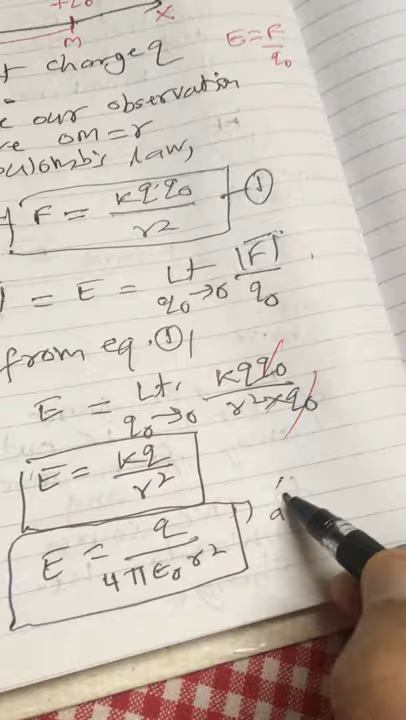 +q₀
M X
t charge q
E = F/q₀
e our observation
re OM = r
oulomb's law,
F = Kqq₀/r² — ①
= E = Lt q₀→0 |F|/q₀
from eq. ①,
E = Lt. q₀→0 Kqq₀/r²×q₀
E = Kq/r²
E = q/4πε₀r²